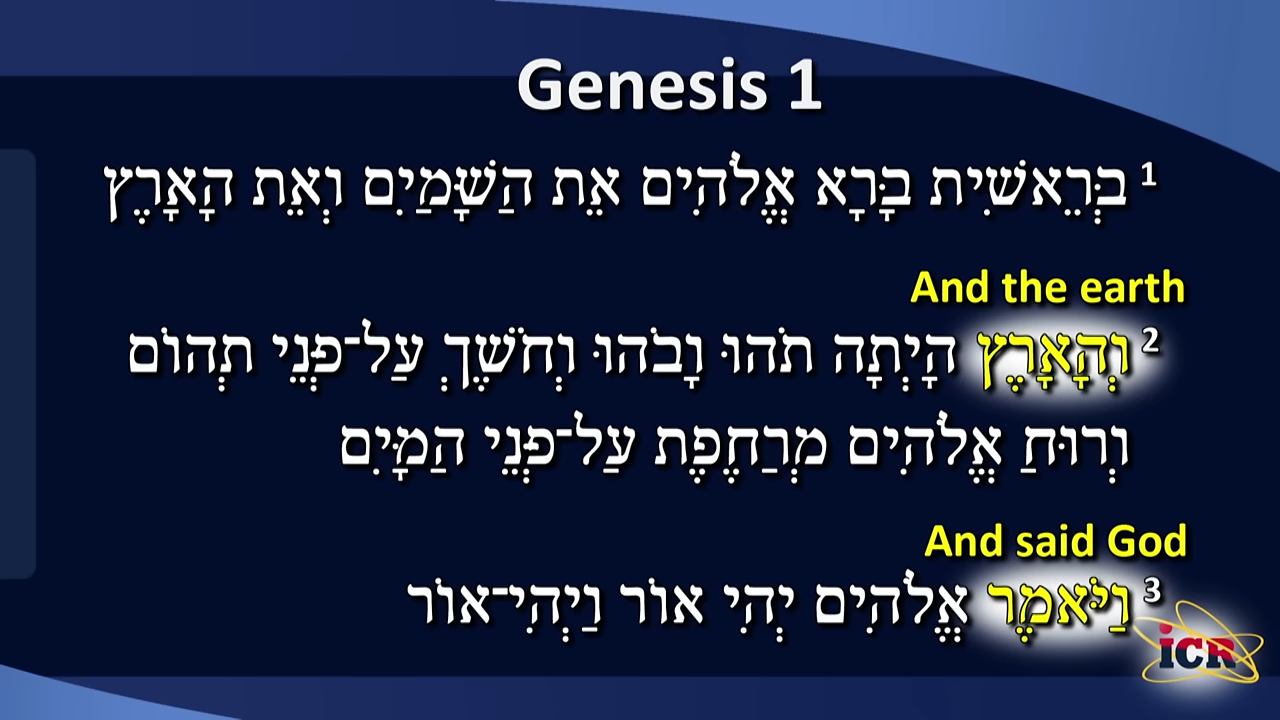 Genesis 1
1 בְּרֵאשִׁית בָּרָא אֱלֹהִים אֵת הַשָּׁמַיִם וְאֵת הָאָרֶץ
And the earth
2 וְהָאָרֶץ הָיְתָה תֹהוּ וָבֹהוּ וְחֹשֶׁךְ עַל־פְּנֵי תְהוֹם
וְרוּחַ אֱלֹהִים מְרַחֶפֶת עַל־פְּנֵי הַמָּיִם
And said God
3 וַיֹּאמֶר אֱלֹהִים יְהִי אוֹר וַיְהִי־אוֹר
iCR